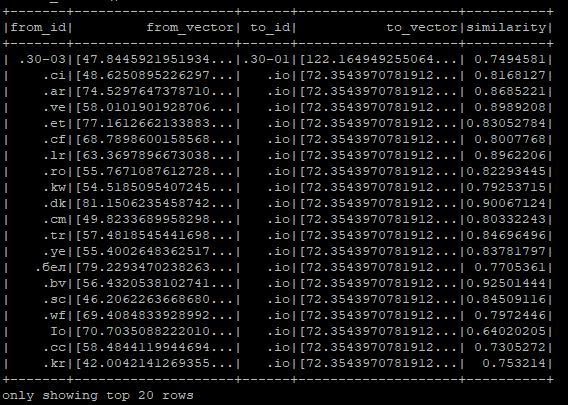 +-------+--------------------+-----+--------------------+----------+
|from_id|         from_vector|to_id|           to_vector|similarity|
+-------+--------------------+-----+--------------------+----------+
| .30-03|[47.8445921951934...|.30-01|[122.164949255064...| 0.7494581|
|    .ci|[48.6250895226297...|  .io|[72.3543970781912...| 0.8168127|
|    .ar|[74.5297647378710...|  .io|[72.3543970781912...| 0.8685221|
|    .ve|[58.0101901928706...|  .io|[72.3543970781912...| 0.8989208|
|    .et|[77.1612662133883...|  .io|[72.3543970781912...|0.83052784|
|    .cf|[68.7898600158568...|  .io|[72.3543970781912...| 0.8007768|
|    .lr|[63.3697896673038...|  .io|[72.3543970781912...| 0.8962206|
|    .ro|[55.7671087612728...|  .io|[72.3543970781912...|0.82293445|
|    .kw|[54.5185095407245...|  .io|[72.3543970781912...|0.79253715|
|    .dk|[81.1506235458742...|  .io|[72.3543970781912...|0.90067124|
|    .cm|[49.8233689958298...|  .io|[72.3543970781912...|0.80332243|
|    .tr|[57.4818545441698...|  .io|[72.3543970781912...|0.84696496|
|    .ye|[55.4002648362517...|  .io|[72.3543970781912...|0.83781797|
|   .бел|[79.2293470238263...|  .io|[72.3543970781912...| 0.7705361|
|    .bv|[56.4320538102741...|  .io|[72.3543970781912...|0.92501444|
|    .sc|[46.2062263668680...|  .io|[72.3543970781912...|0.84509116|
|    .wf|[69.4084833928992...|  .io|[72.3543970781912...| 0.7972446|
|     Io|[70.7035088222010...|  .io|[72.3543970781912...|0.64020205|
|    .cc|[58.4844119944694...|  .io|[72.3543970781912...| 0.7305272|
|    .kr|[42.0042141269355...|  .io|[72.3543970781912...|  0.753214|
+-------+--------------------+-----+--------------------+----------+
only showing top 20 rows